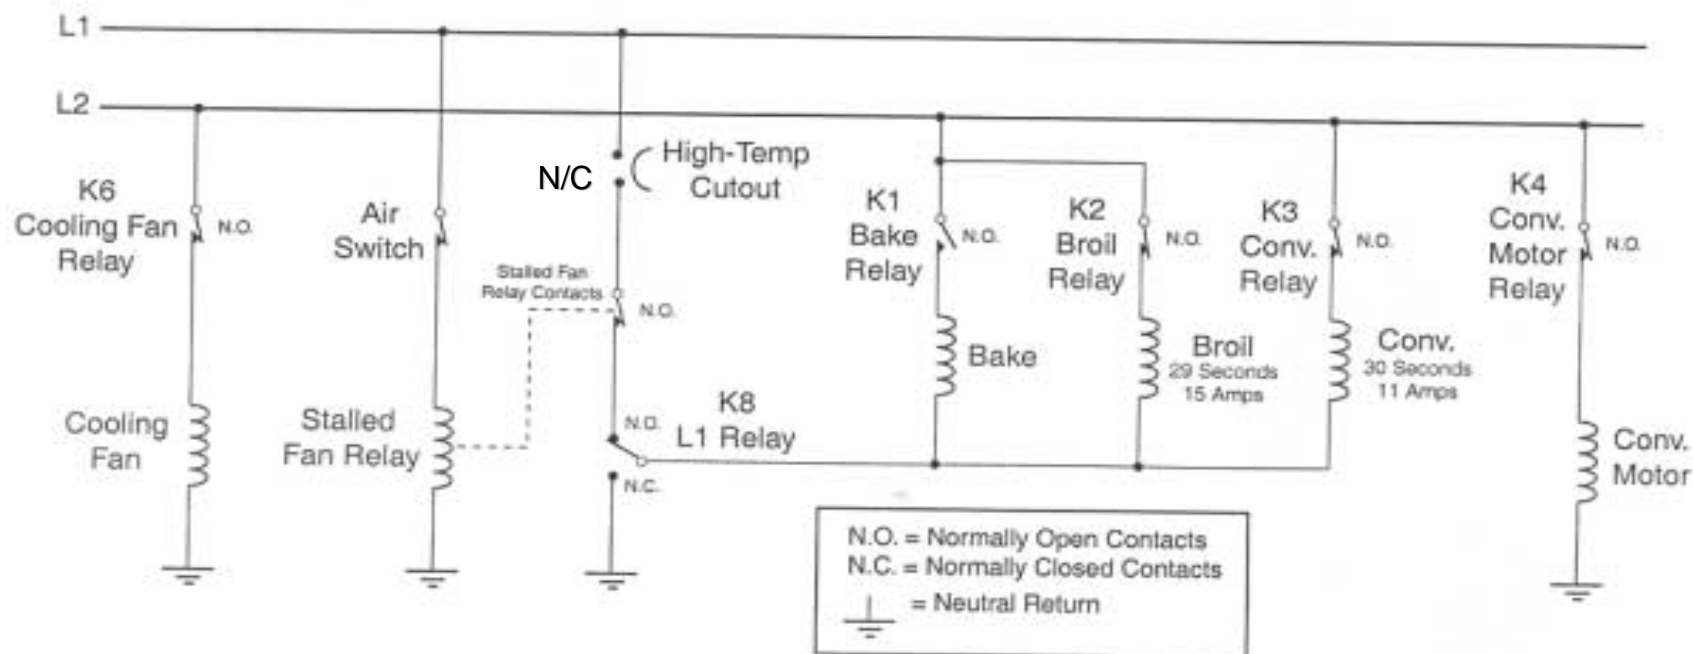 L1
L2
K6
Cooling Fan
Relay
N.O.
Cooling
Fan
Air
Switch
Stalled
Fan Relay
N/C
High-Temp
Cutout
Stalled Fan
Relay Contacts
N.O.
K8
L1 Relay
N.O.
N.C.
K1
Bake
Relay
N.O.
Bake
K2
Broil
Relay
N.O.
Broil
29 Seconds
15 Amps
K3
Conv.
Relay
N.O.
Conv.
30 Seconds
11 Amps
K4
Conv.
Motor
Relay
N.O.
Conv.
Motor
N.O. = Normally Open Contacts
N.C. = Normally Closed Contacts
= Neutral Return